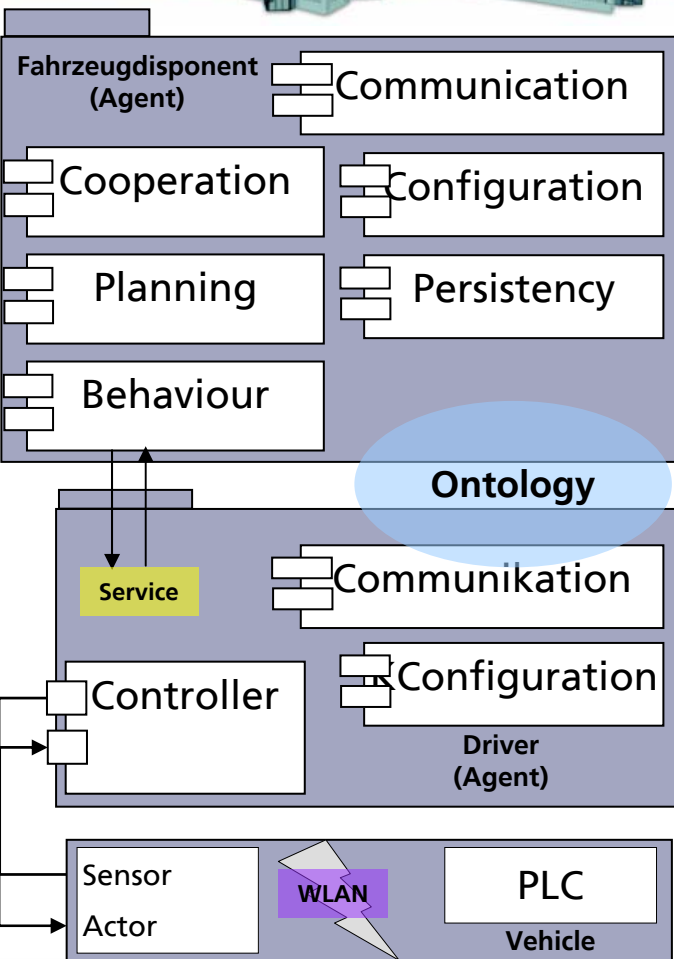 Fahrzeugdisponent
(Agent)
Communication
Cooperation
Configuration
Planning
Persistency
Behaviour
Ontology
Service
Communikation
Controller
KConfiguration
Driver
(Agent)
Sensor
Actor
WLAN
PLC
Vehicle